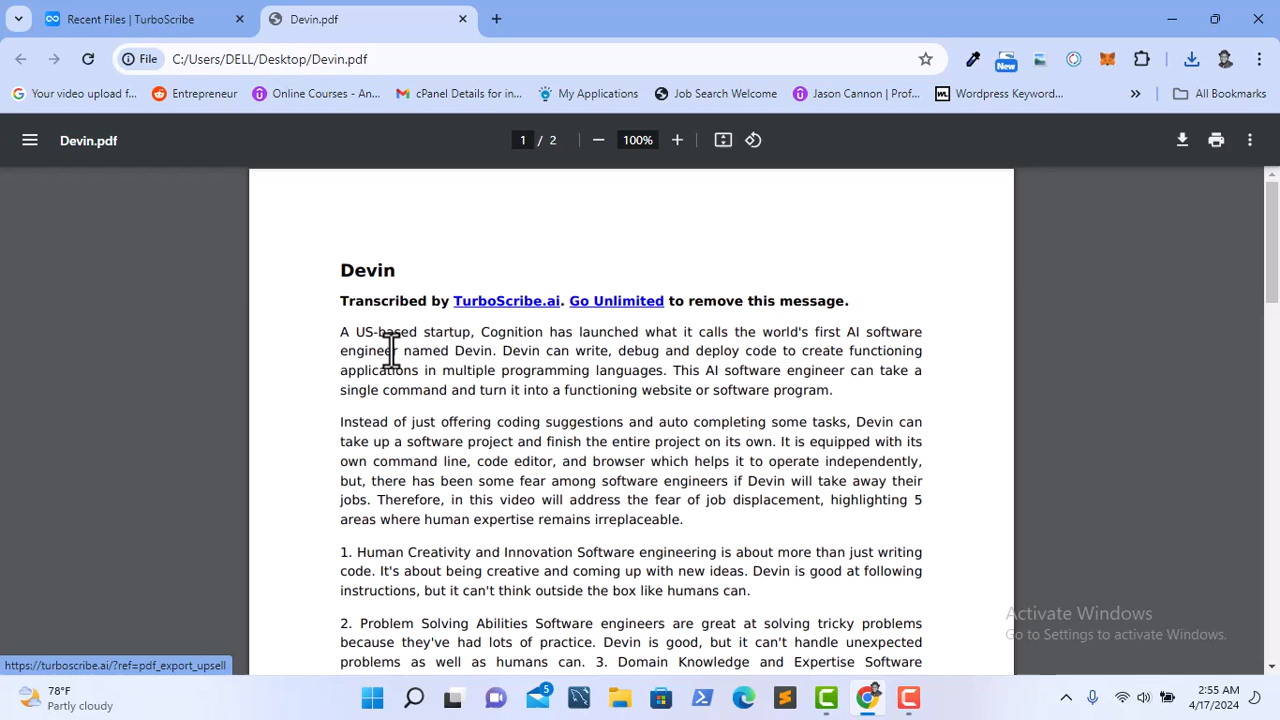 Recent Files | TurboScribe
Devin.pdf
File
C:/Users/DELL/Desktop/Devin.pdf
New
Your video upload f...
Entrepreneur
Online Courses - An...
cPanel Details for in...
My Applications
Job Search Welcome
Jason Cannon | Prof...
Wordpress Keyword...
All Bookmarks
Devin.pdf
1 / 2
100%
Devin
Transcribed by TurboScribe.ai. Go Unlimited to remove this message.
A US-based startup, Cognition has launched what it calls the world's first AI software
engineer named Devin. Devin can write, debug and deploy code to create functioning
applications in multiple programming languages. This AI software engineer can take a
single command and turn it into a functioning website or software program.
Instead of just offering coding suggestions and auto completing some tasks, Devin can
take up a software project and finish the entire project on its own. It is equipped with its
own command line, code editor, and browser which helps it to operate independently,
but, there has been some fear among software engineers if Devin will take away their
jobs. Therefore, in this video will address the fear of job displacement, highlighting 5
areas where human expertise remains irreplaceable.
1. Human Creativity and Innovation Software engineering is about more than just writing
code. It's about being creative and coming up with new ideas. Devin is good at following
instructions, but it can't think outside the box like humans can.
2. Problem Solving Abilities Software engineers are great at solving tricky problems
because they've had lots of practice. Devin is good, but it can't handle unexpected
problems as well as humans can. 3. Domain Knowledge and Expertise Software
Activate Windows
Go to Settings to activate Windows.
https://turboscribe.ai/?ref=pdf_export_upsell
78°F
Partly cloudy
5
2:55 AM
4/17/2024